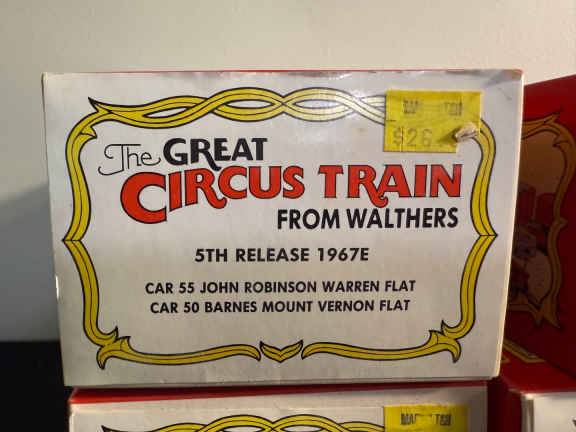 The GREAT
CIRCUS TRAIN
FROM WALTHERS
5TH RELEASE 1967E
CAR 55 JOHN ROBINSON WARREN FLAT
CAR 50 BARNES MOUNT VERNON FLAT
$26